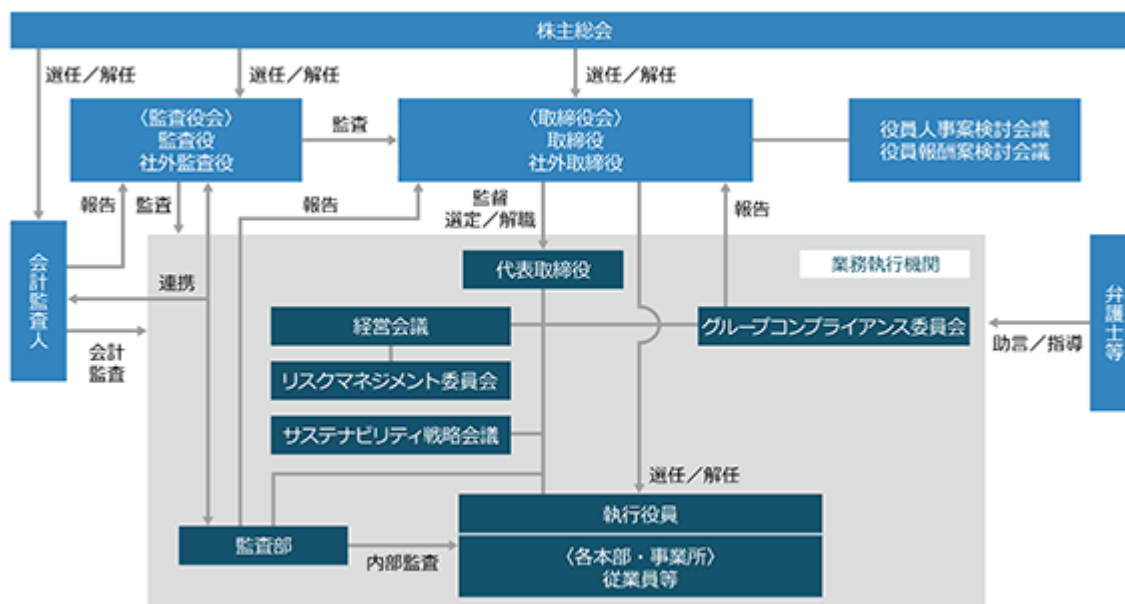 株主総会
選任／解任
選任／解任
選任／解任
〈監査役会〉
監査役
社外監査役
監査
〈取締役会〉
取締役
社外取締役
役員人事案検討会議
役員報酬案検討会議
報告
監査
報告
監督
選定／解職
報告
会計監査人
連携
会計
監査
代表取締役
業務執行機関
経営会議
グループコンプライアンス委員会
助言／指導
弁護士等
リスクマネジメント委員会
サステナビリティ戦略会議
選任／解任
監査部
内部監査
執行役員
〈各本部・事業所〉
従業員等